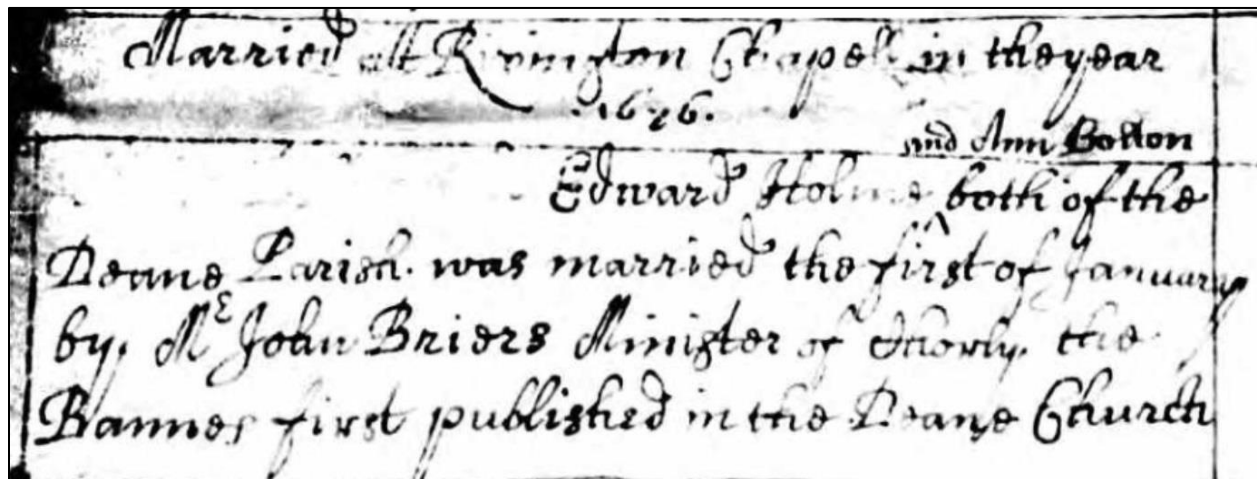 Married att Rivington Chapell in the year
1676.
and Ann Bolton
Edward Holme both of the
Deane Parish was married the first of January
by Mr John Briers Minister of Chorly the
Bannes first published in the Deane Church